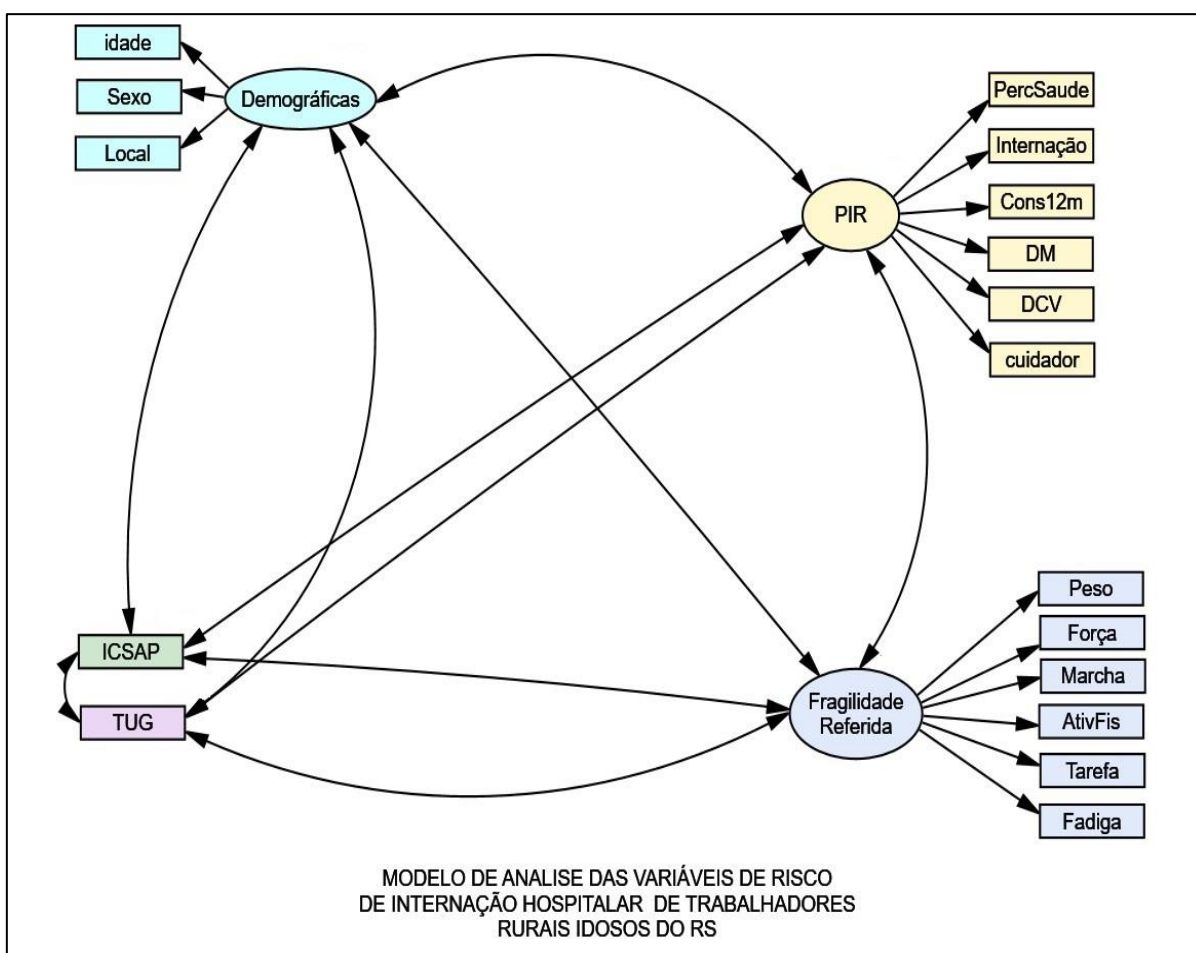 idade
Sexo
Local
Demográficas
PIR
PercSaude
Internação
Cons12m
DM
DCV
cuidador
ICSAP
TUG
Fragilidade
Referida
Peso
Força
Marcha
AtivFis
Tarefa
Fadiga
MODELO DE ANALISE DAS VARIÁVEIS DE RISCO
DE INTERNAÇÃO HOSPITALAR DE TRABALHADORES
RURAIS IDOSOS DO RS